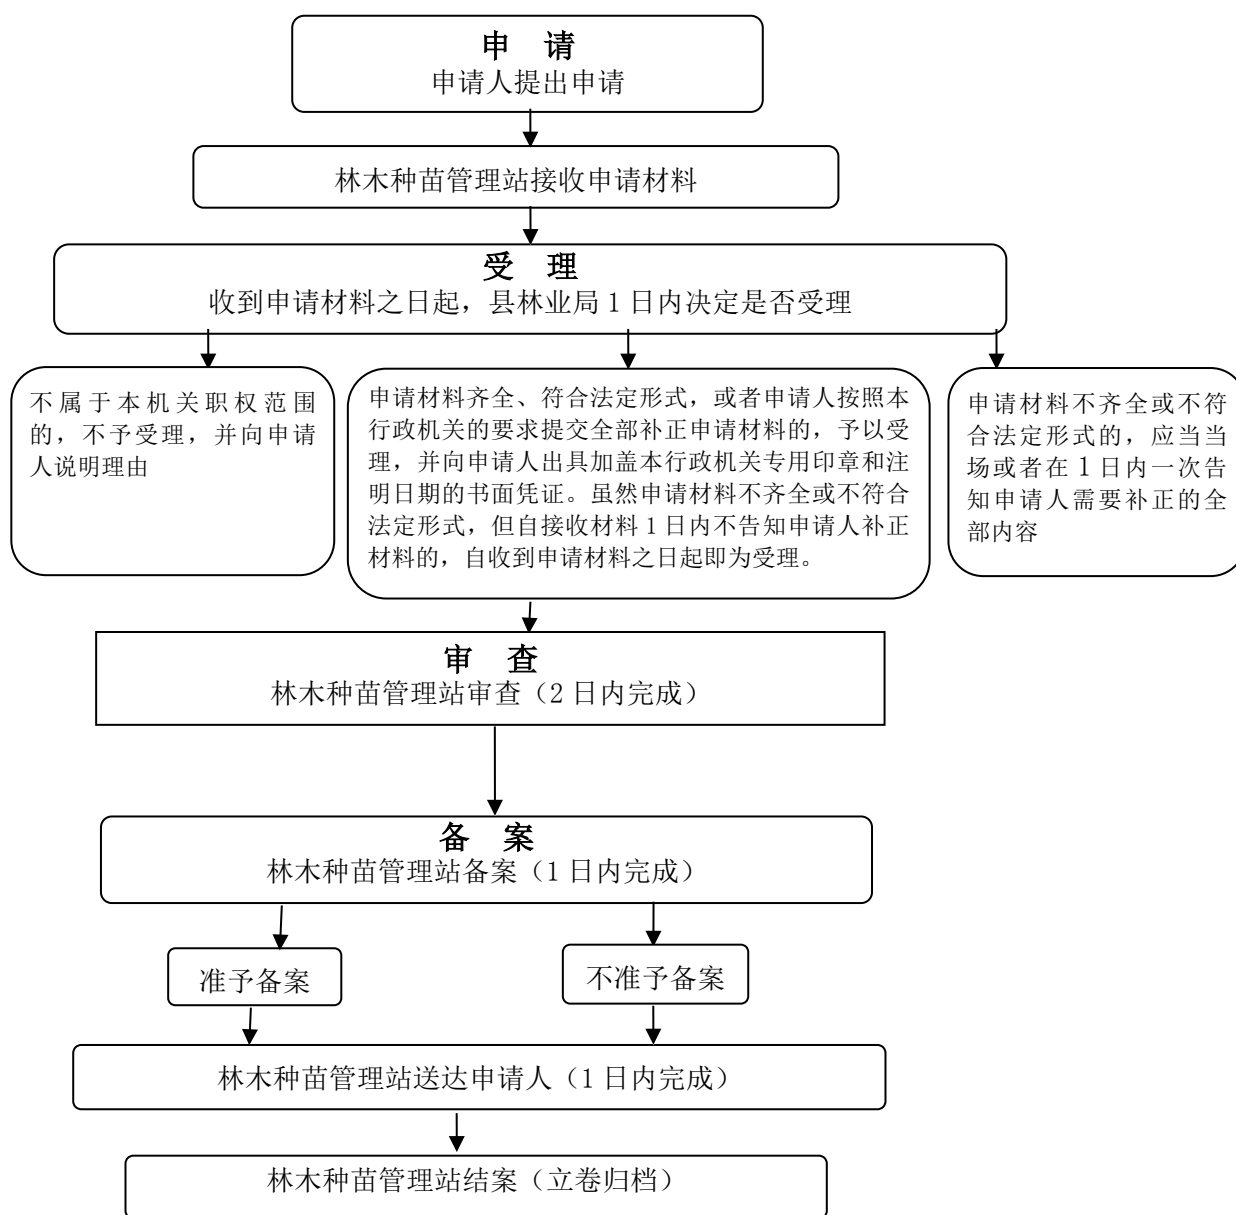 申 请
申请人提出申请
林木种苗管理站接收申请材料
受 理
收到申请材料之日起，县林业局 1 日内决定是否受理
不属于本机关职权范围
的，不予受理，并向申请
人说明理由
申请材料齐全、符合法定形式，或者申请人按照本
行政机关的要求提交全部补正申请材料的，予以受
理，并向申请人出具加盖本行政机关专用印章和注
明日期的书面凭证。虽然申请材料不齐全或不符合
法定形式，但自接收材料 1 日内不告知申请人补正
材料的，自收到申请材料之日起即为受理。
申请材料不齐全或不符
合法定形式的，应当当
场或者在 1 日内一次告
知申请人需要补正的全
部内容
审 查
林木种苗管理站审查（2 日内完成）
备 案
林木种苗管理站备案（1 日内完成）
准予备案
不准予备案
林木种苗管理站送达申请人（1 日内完成）
林木种苗管理站结案（立卷归档）